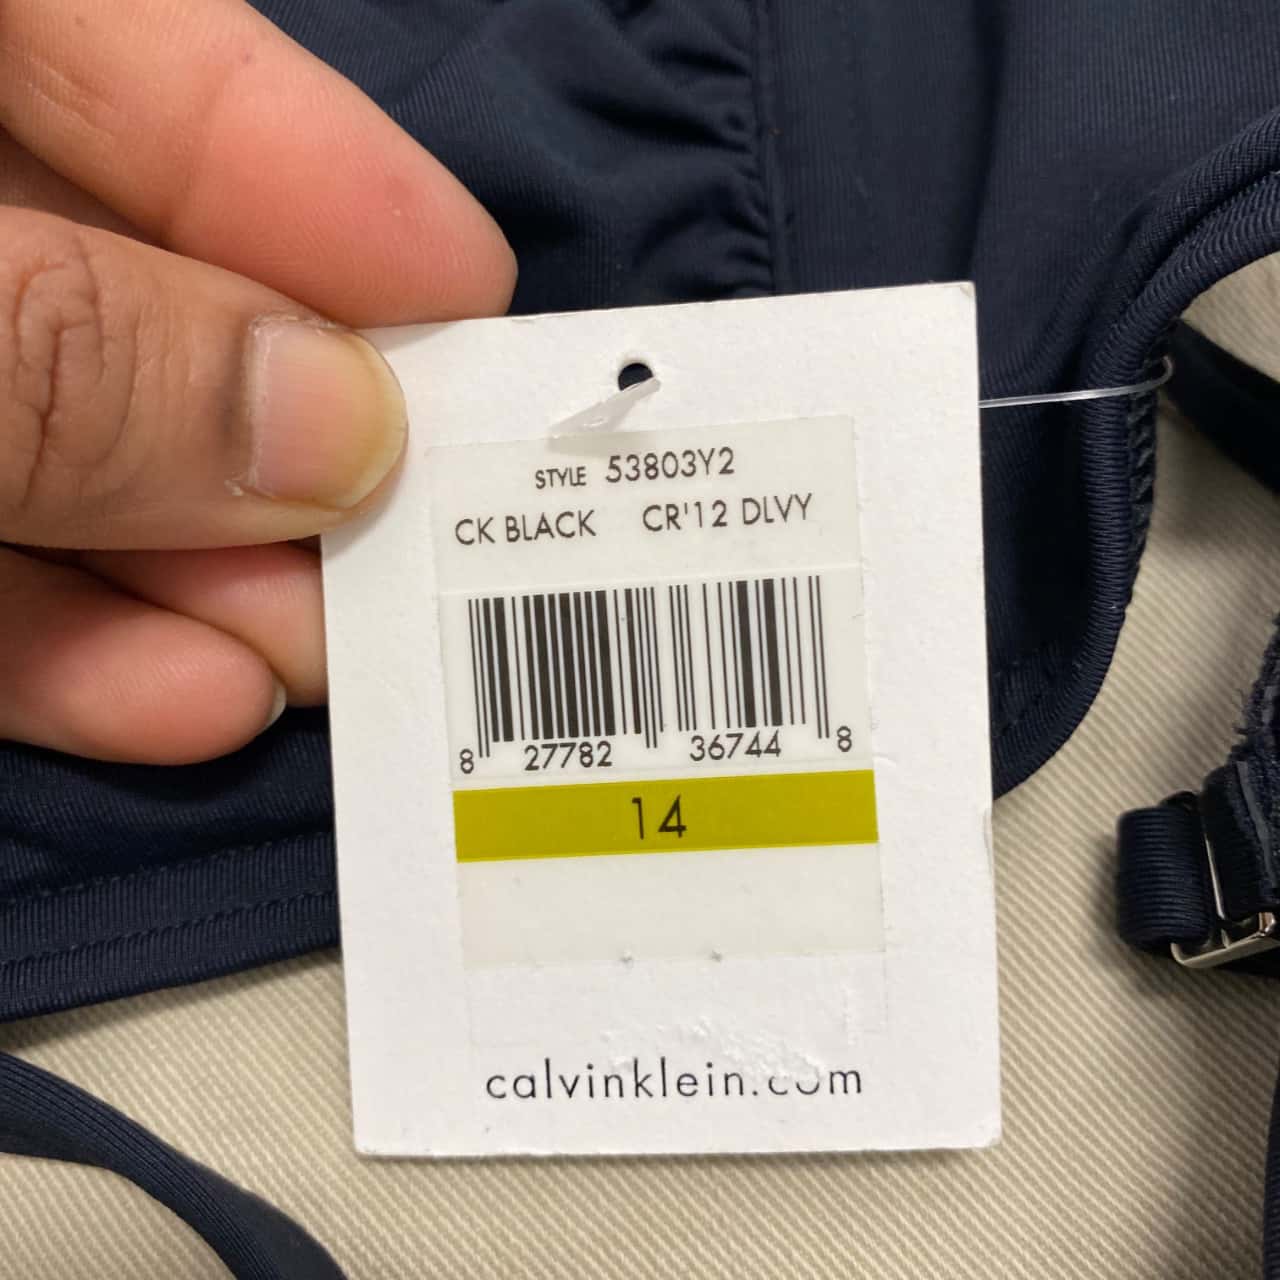 STYLE 53803Y2
CK BLACK CR'12 DLVY
8 27782 36744 8
14
calvinklein.com